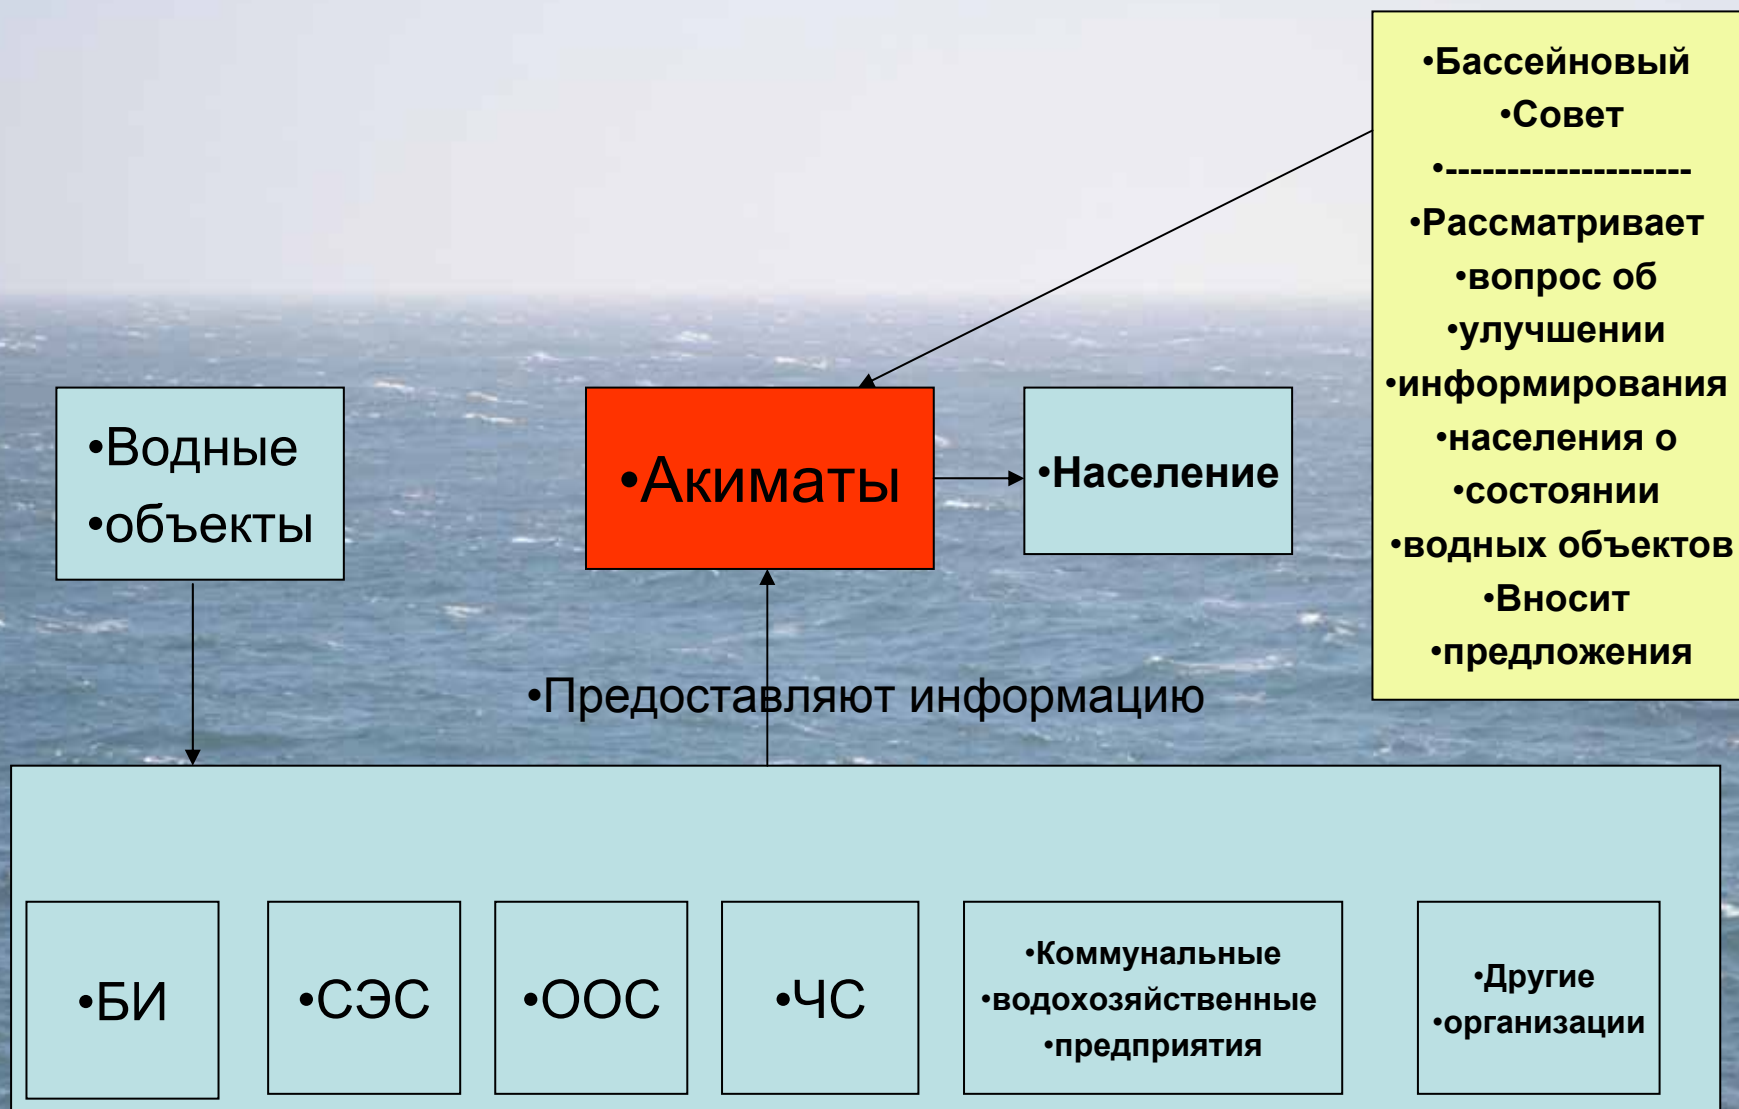 •Бассейновый
•Совет
•--------------------
•Рассматривает
•вопрос об
•улучшении
•информирования
•населения о
•состоянии
•водных объектов
•Вносит
•предложения
•Водные
•объекты
•Акиматы
•Население
•Предоставляют информацию
•БИ
•СЭС
•ООС
•ЧС
•Коммунальные
•водохозяйственные
•предприятия
•Другие
•организации